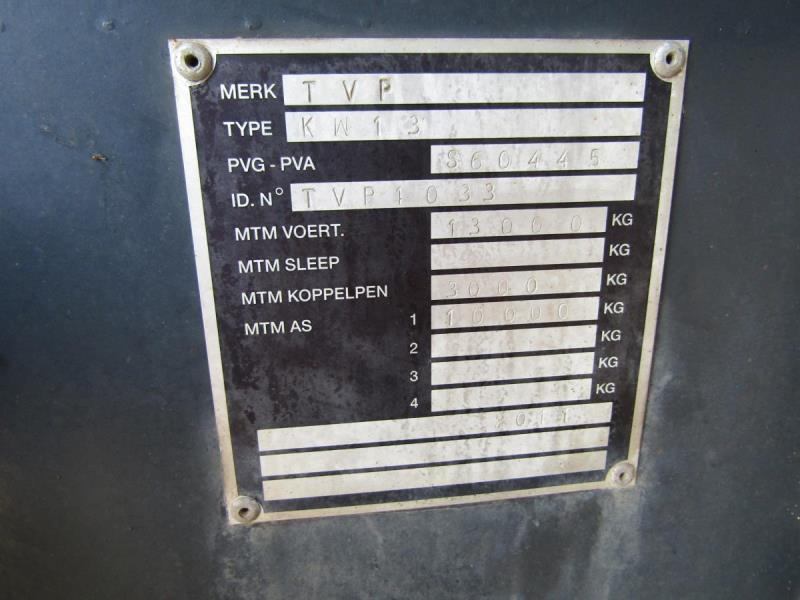 MERK TVP
TYPE KW13
PVG - PVA S60445
ID. N° TVP1033
MTM VOERT. 13000 KG
MTM SLEEP KG
MTM KOPPELPEN 3000 KG
MTM AS 1 10000 KG
2 KG
3 KG
4 KG
2011